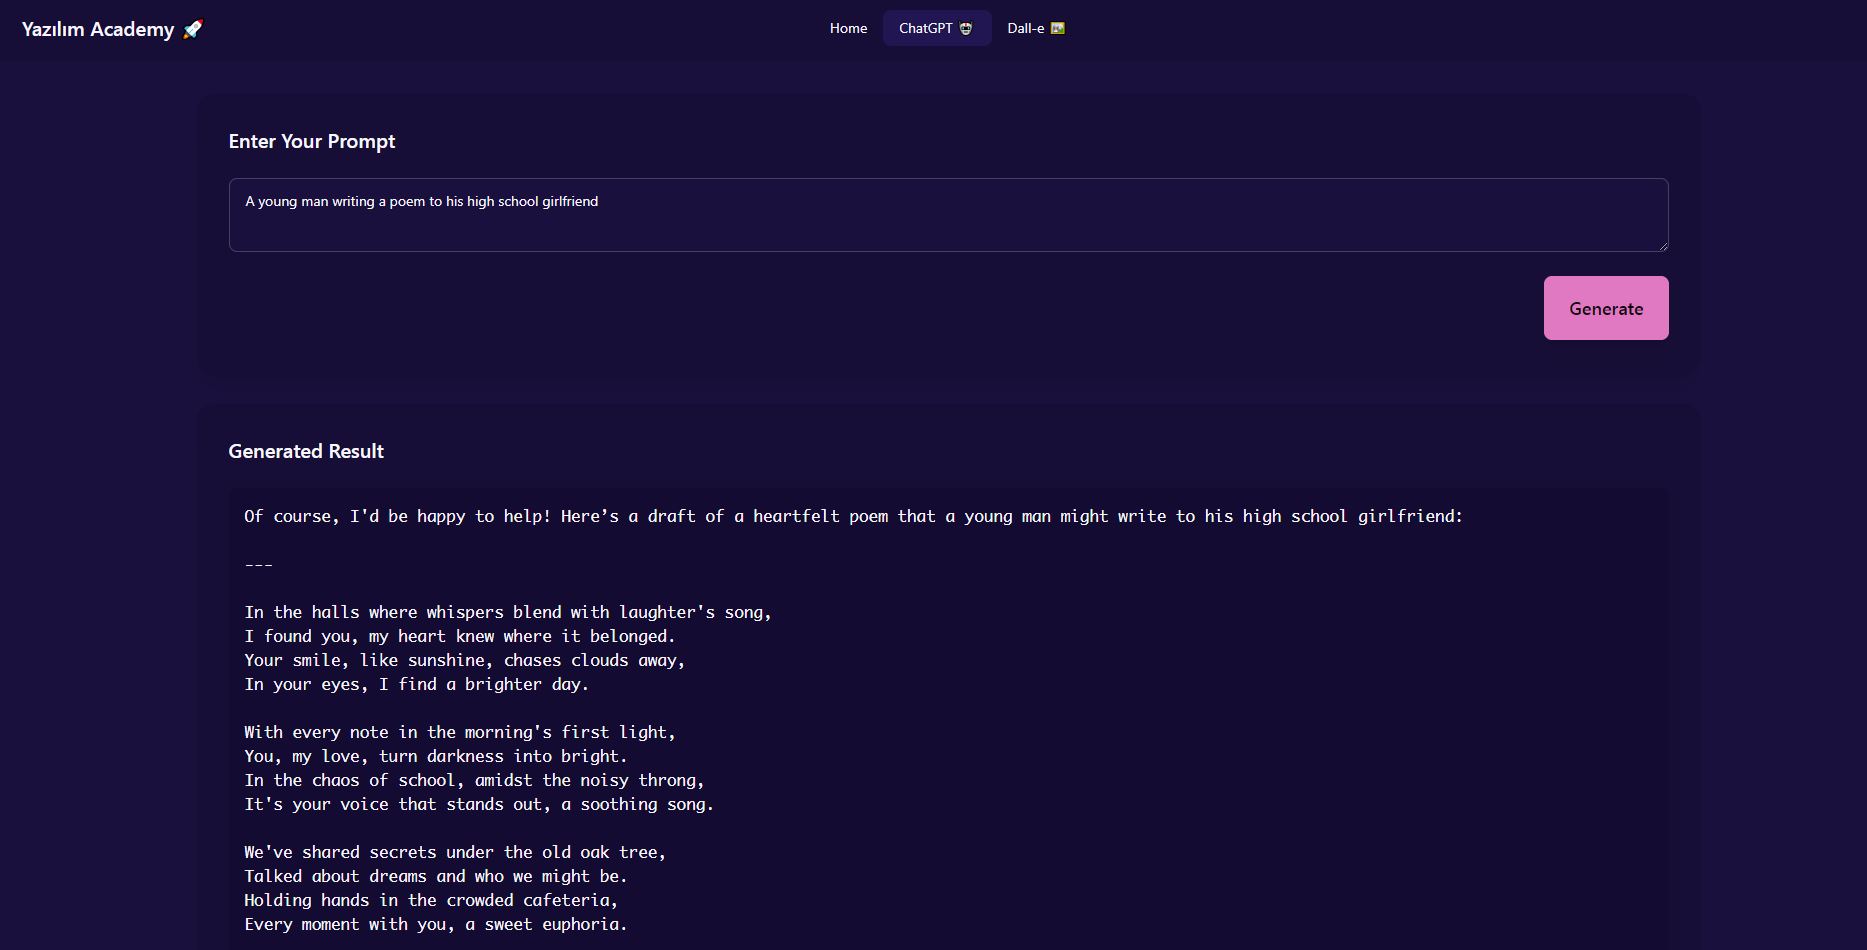 Yazılım Academy 🚀
Home
ChatGPT
Dall-e
Enter Your Prompt
A young man writing a poem to his high school girlfriend
Generate
Generated Result
Of course, I'd be happy to help! Here’s a draft of a heartfelt poem that a young man might write to his high school girlfriend:
---
In the halls where whispers blend with laughter's song,
I found you, my heart knew where it belonged.
Your smile, like sunshine, chases clouds away,
In your eyes, I find a brighter day.
With every note in the morning's first light,
You, my love, turn darkness into bright.
In the chaos of school, amidst the noisy throng,
It's your voice that stands out, a soothing song.
We've shared secrets under the old oak tree,
Talked about dreams and who we might be.
Holding hands in the crowded cafeteria,
Every moment with you, a sweet euphoria.